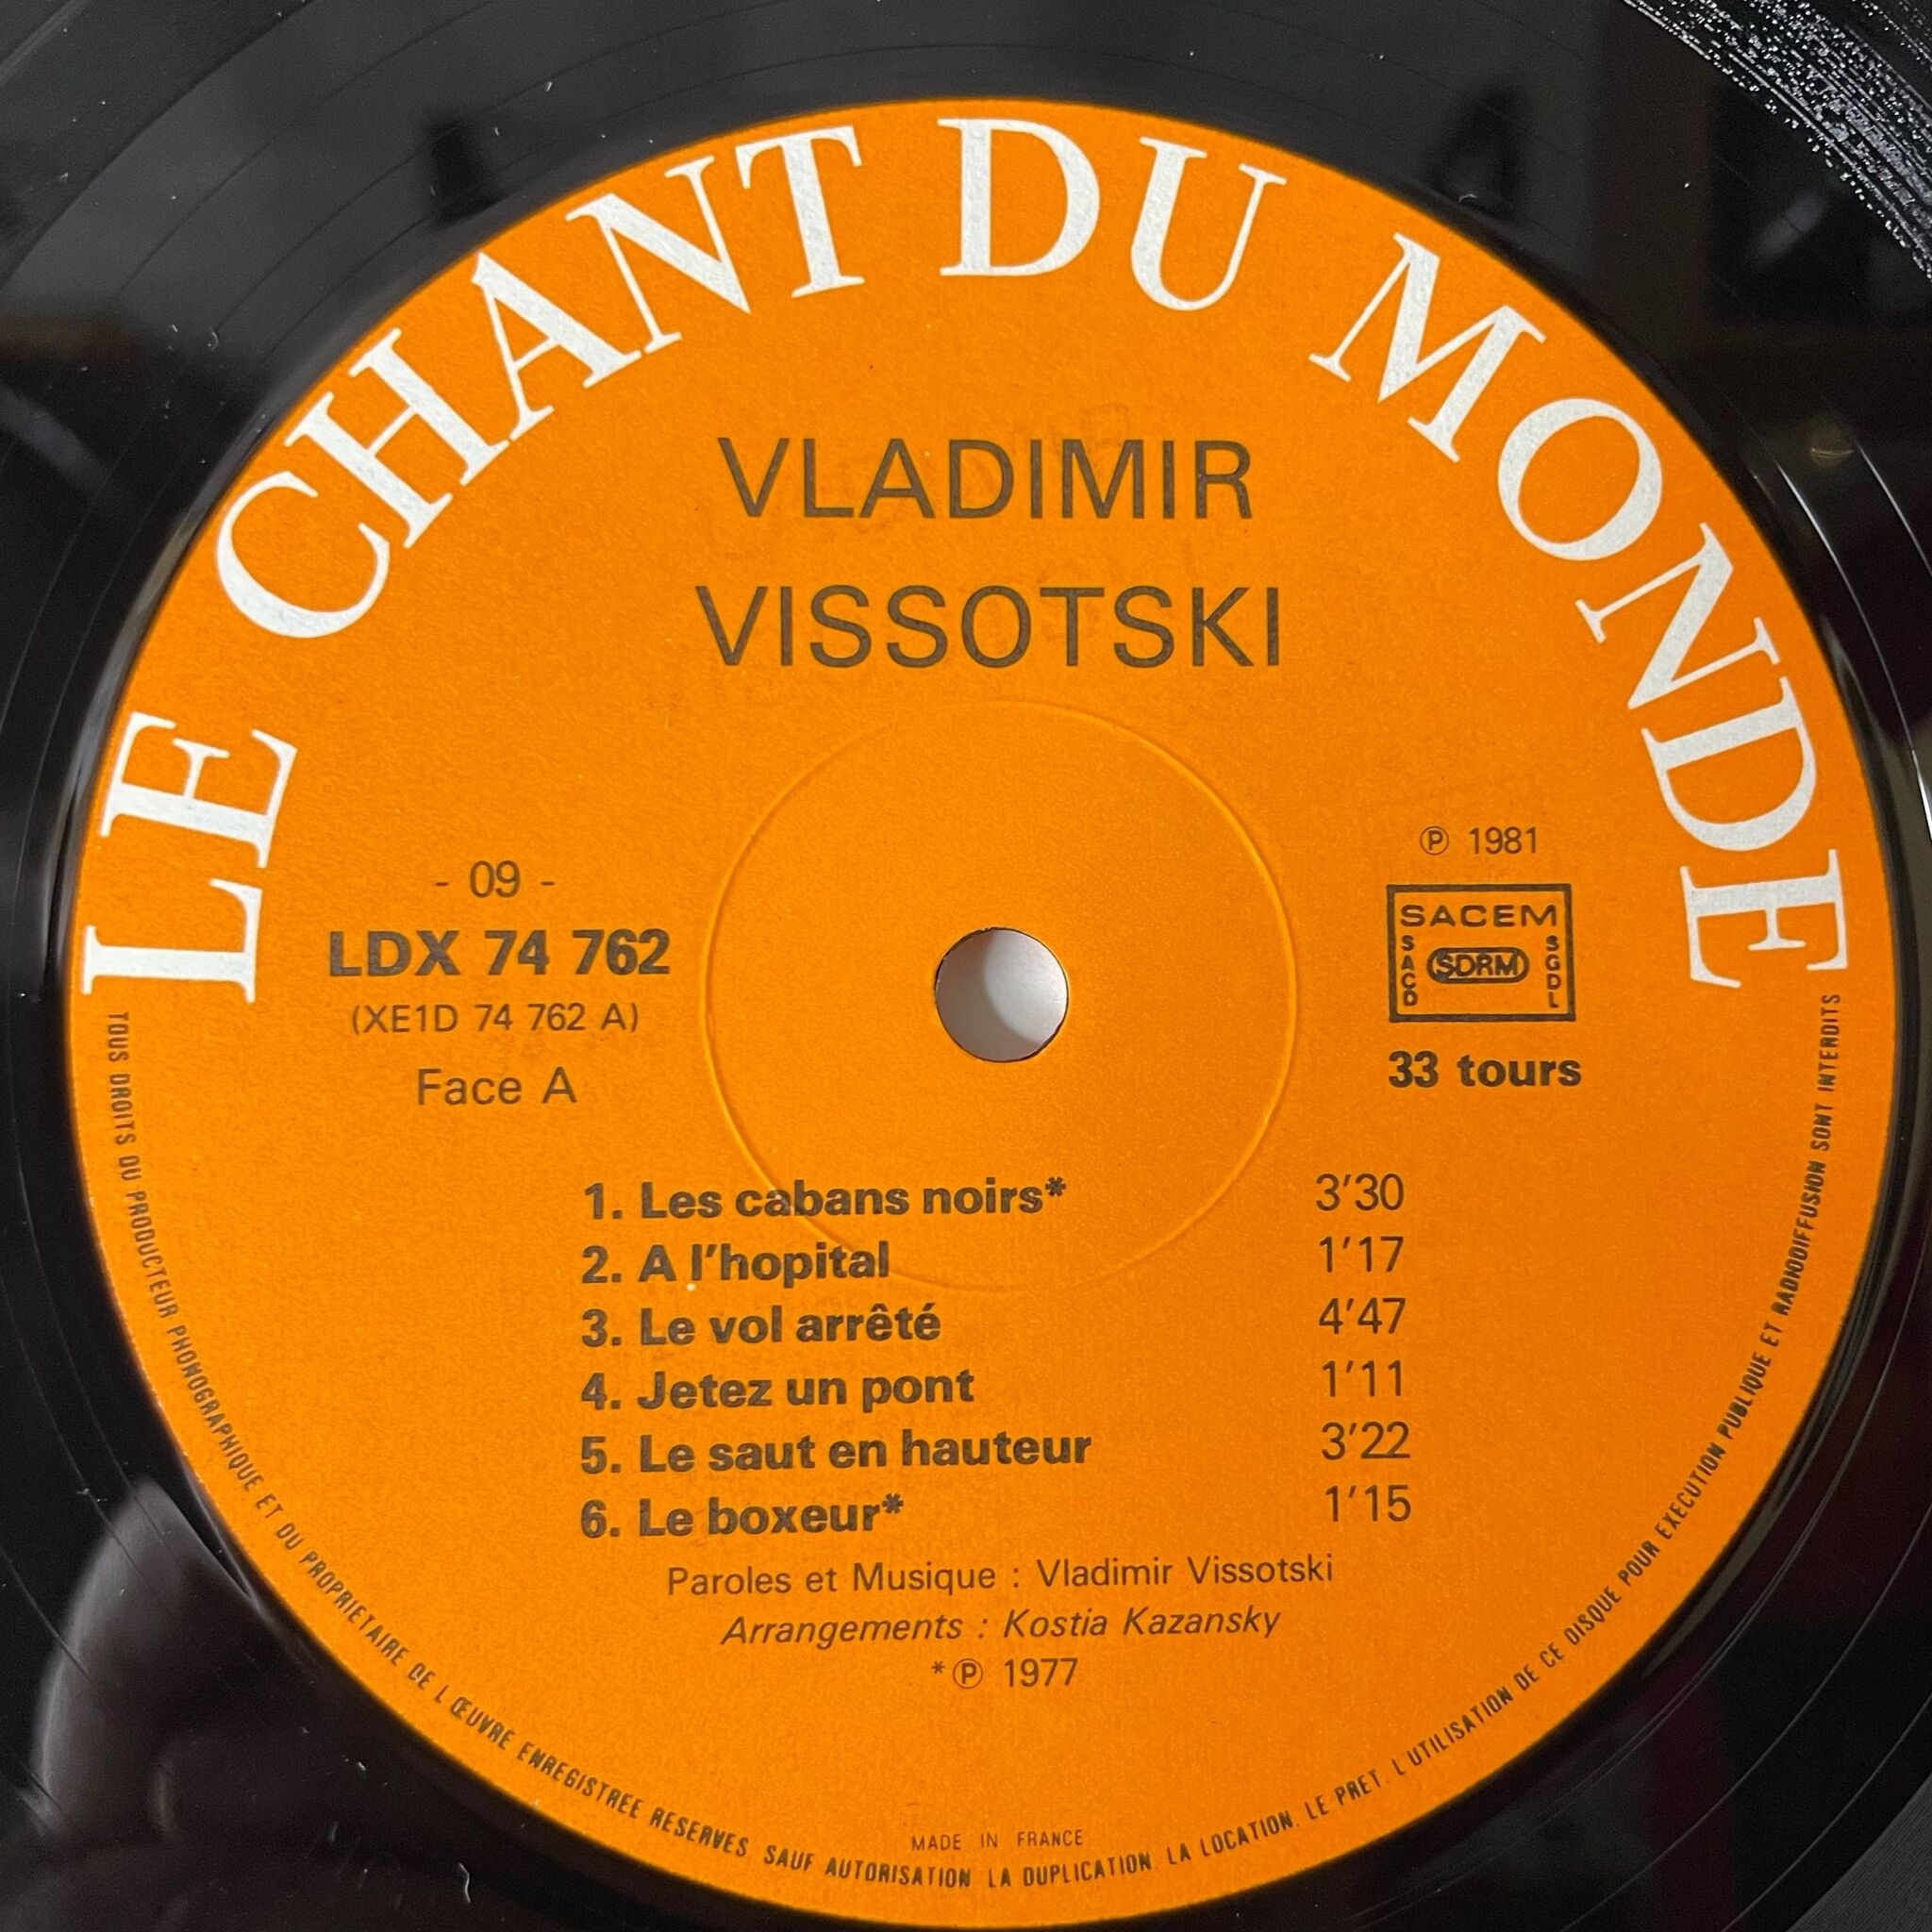 LE CHANT DU MONDE
VLADIMIR
VISSOTSKI
- 09 -
LDX 74 762
(XE1D 74 762 A)
Face A
℗ 1981
SACEM
SACD
SDRM
SGDL
33 tours
1. Les cabans noirs* 3'30
2. A l'hopital 1'17
3. Le vol arrêté 4'47
4. Jetez un pont 1'11
5. Le saut en hauteur 3'22
6. Le boxeur* 1'15
Paroles et Musique : Vladimir Vissotski
Arrangements : Kostia Kazansky
*℗ 1977
MADE IN FRANCE
TOUS DROITS DU PRODUCTEUR PHONOGRAPHIQUE ET DU PROPRIETAIRE DE L'ŒUVRE ENREGISTREE RESERVES. SAUF AUTORISATION LA DUPLICATION. LA LOCATION. LE PRET. L'UTILISATION DE CE DISQUE POUR EXECUTION PUBLIQUE ET RADIODIFFUSION SONT INTERDITS